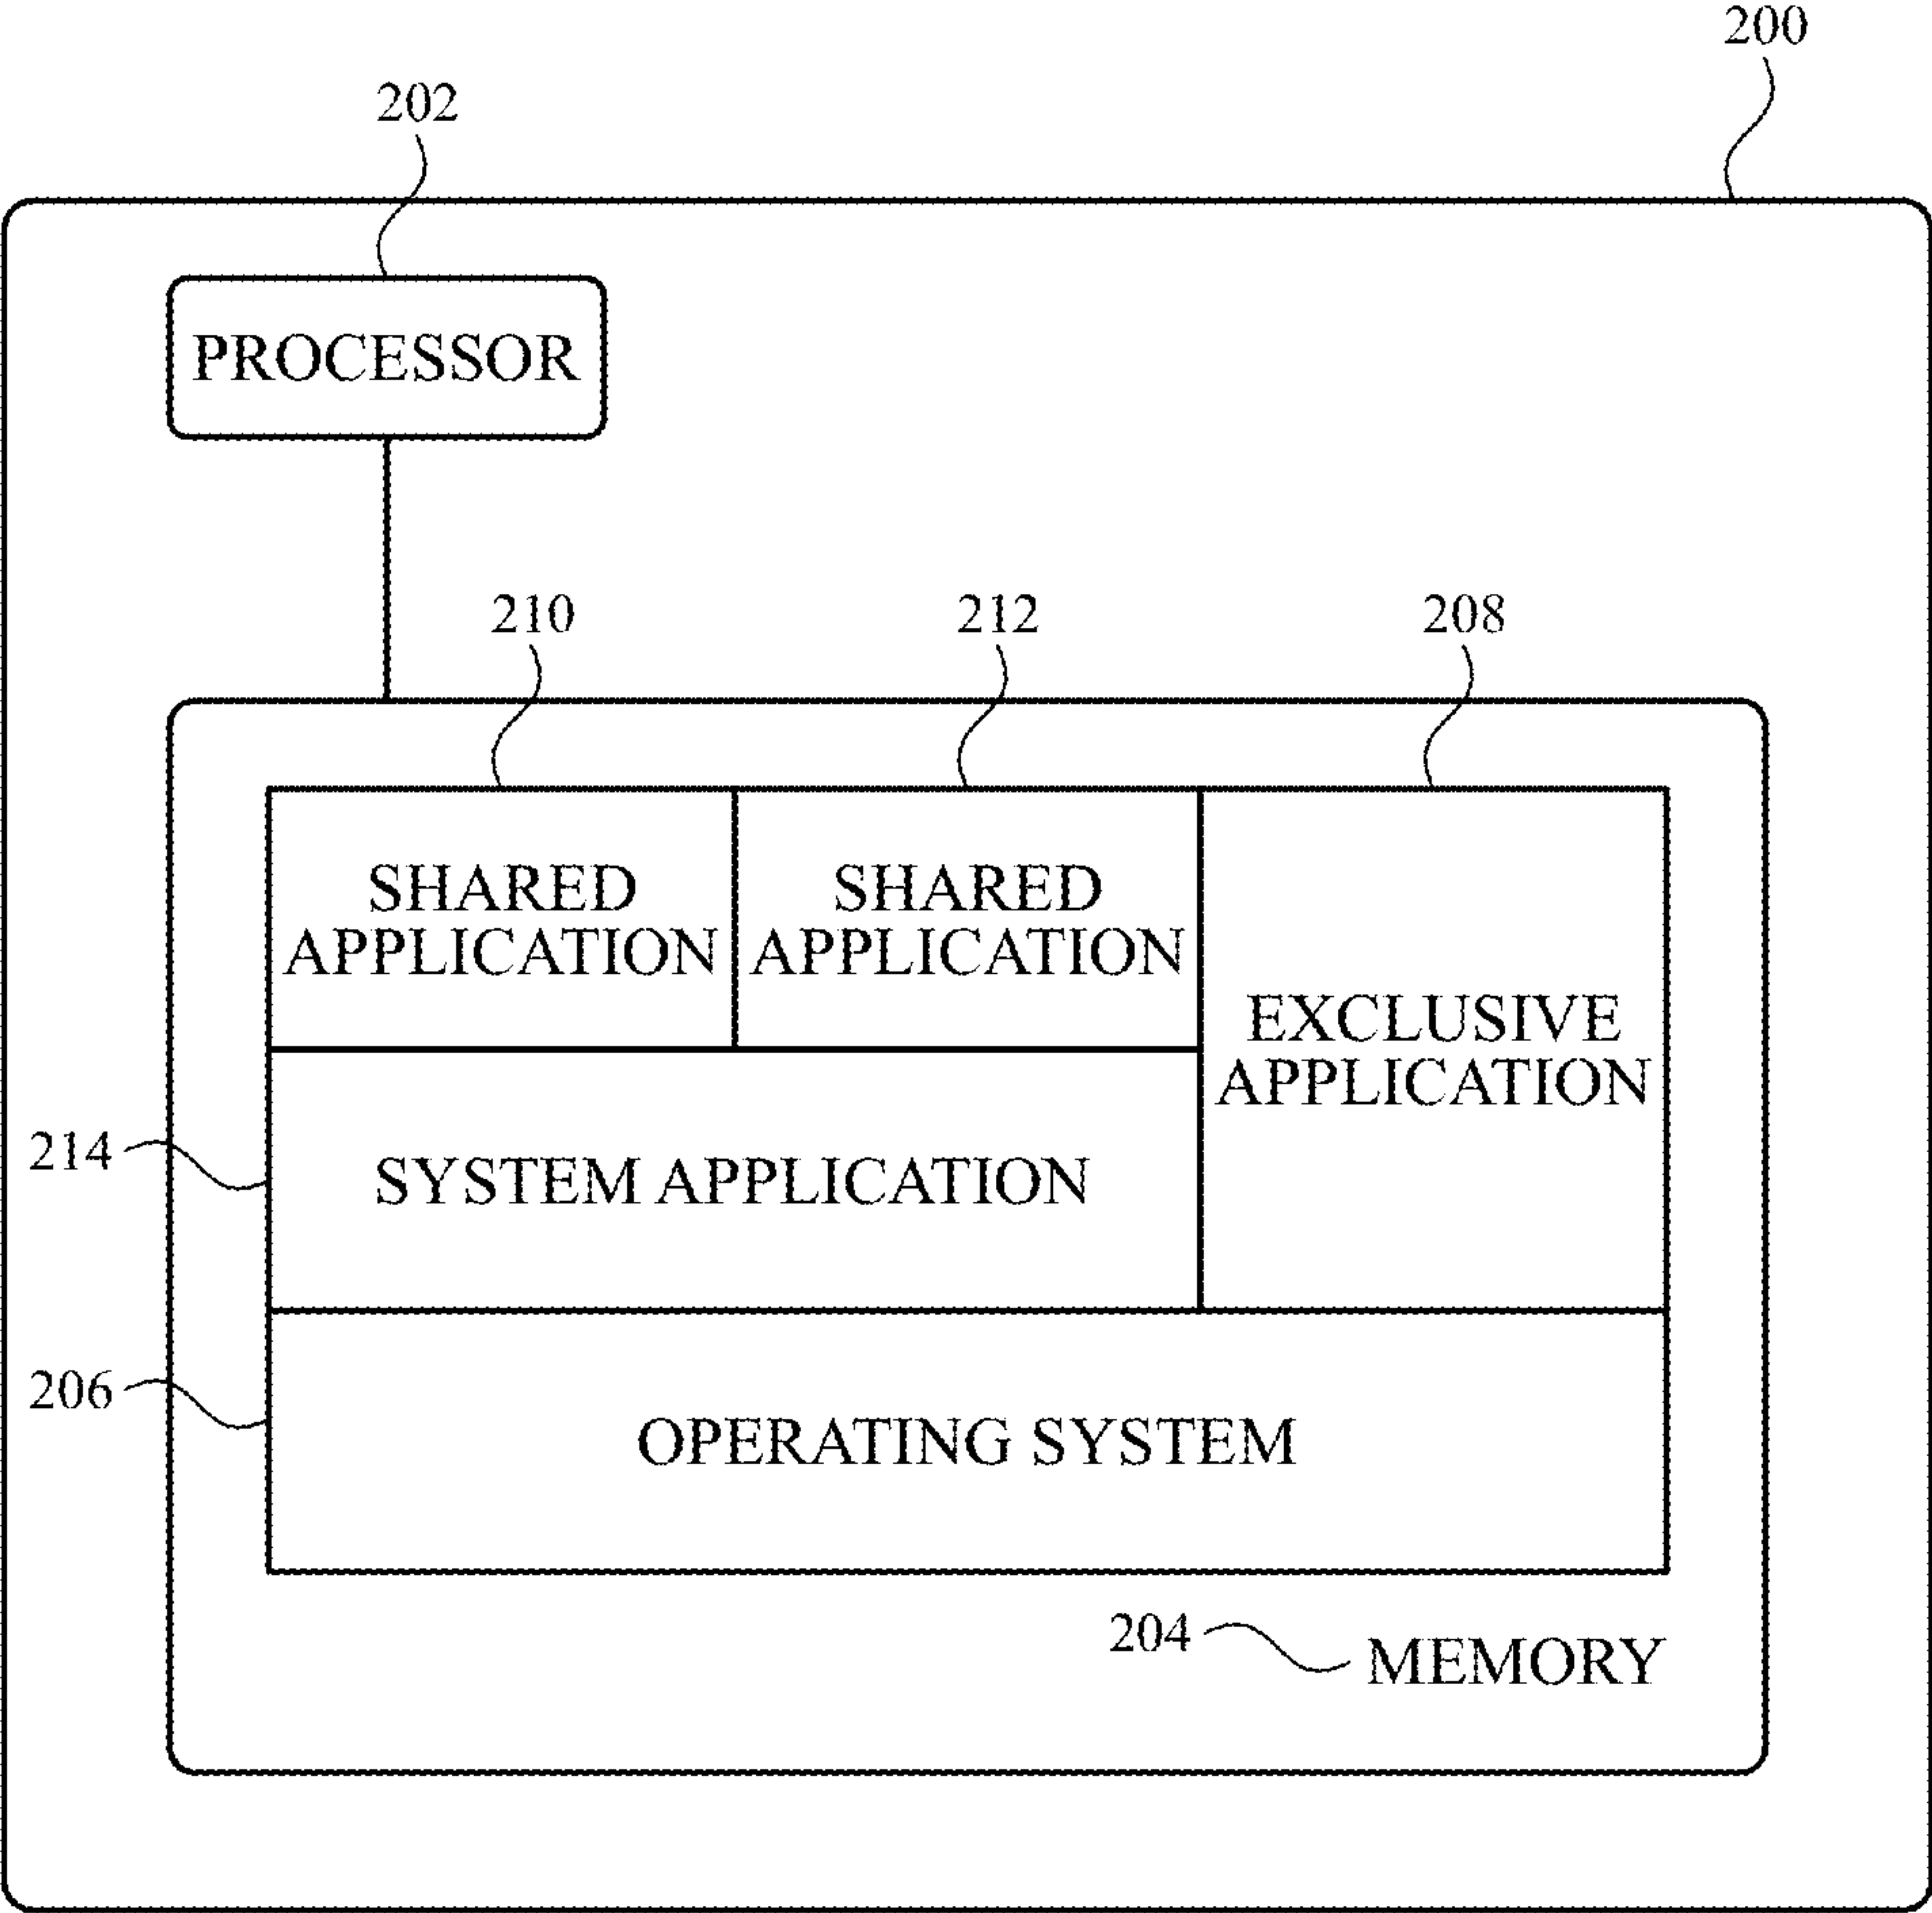 200
202
PROCESSOR
210
212
208
SHARED
APPLICATION
SHARED
APPLICATION
EXCLUSIVE
APPLICATION
214
SYSTEM APPLICATION
206
OPERATING SYSTEM
204
MEMORY